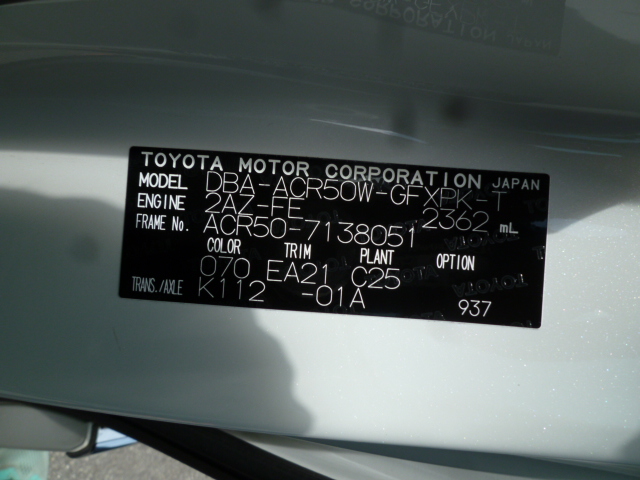 TOYOTA MOTOR CORPORATION JAPAN
MODEL DBA-ACR50W-GFXPK-T
ENGINE 2AZ-FE 2362 mL
FRAME No. ACR50-7138051
COLOR TRIM PLANT OPTION
070 EA21 C25
TRANS./AXLE K112 -01A 937